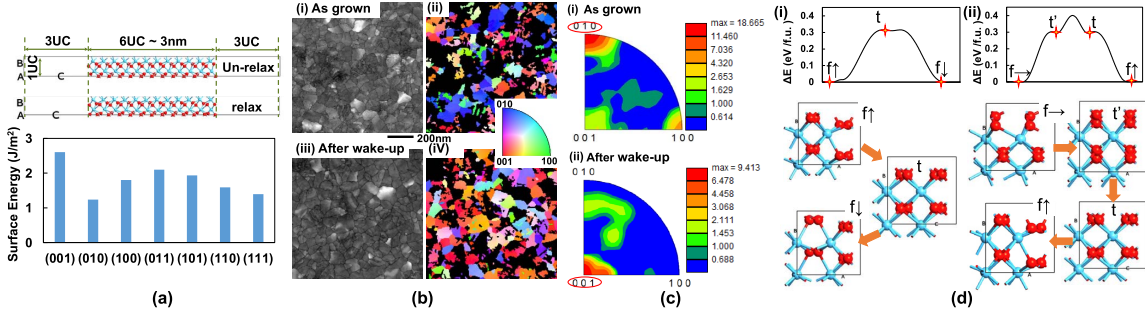 3UC
6UC ~ 3nm
3UC
B
1UC
A
C
Un-relax
B
A
C
relax
Surface Energy (J/m²)
3
2
1
0
(001) (010) (100) (011) (101) (110) (111)
(a)
(i) As grown
(ii)
010
001
100
200nm
(iii) After wake-up
(iV)
(b)
(i) As grown
0 1 0
max = 18.665
11.460
7.036
4.320
2.653
1.629
1.000
0.614
0 0 1
1 0 0
(ii) After wake-up
0 1 0
max = 9.413
6.478
4.458
3.068
2.111
1.453
1.000
0.688
0 0 1
1 0 0
(c)
(i)
ΔE (eV /f.u.)
0.4
0.3
0.2
0.1
0.0
f↑
t
f↓
(ii)
ΔE (eV /f.u.)
0.4
0.3
0.2
0.1
0.0
f→
t'
t
f↑
f↑
t
f↓
B
C
A
f→
t'
f↑
t
B
A
C
(d)